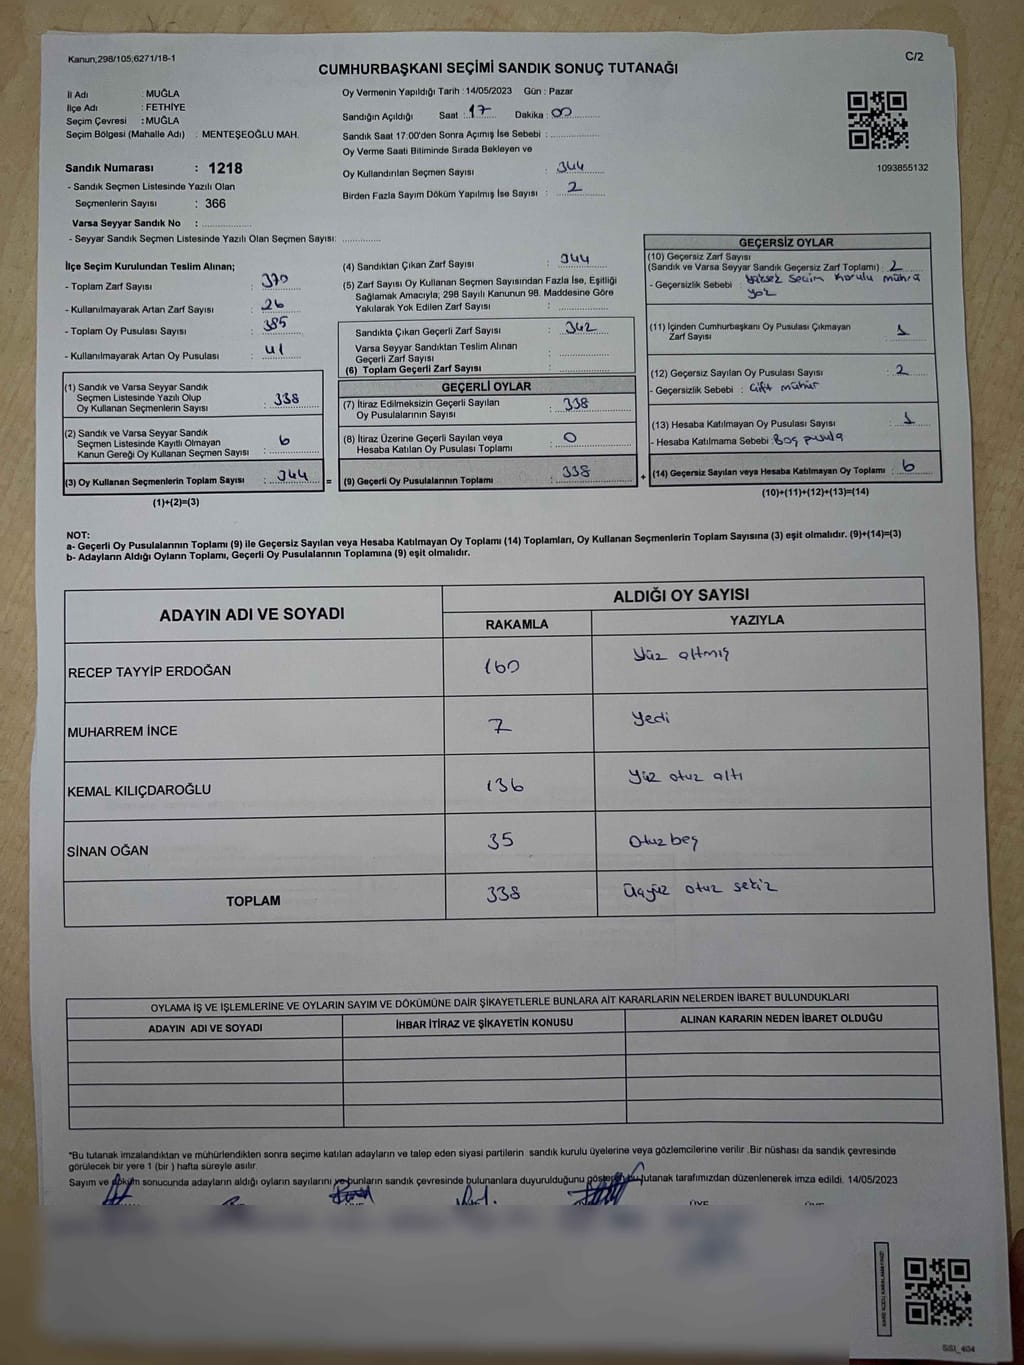 Kanun;298/105;6271/18-1
C/2
CUMHURBAŞKANI SEÇİMİ SANDIK SONUÇ TUTANAĞI
İl Adı : MUĞLA
İlçe Adı : FETHİYE
Seçim Çevresi : MUĞLA
Seçim Bölgesi (Mahalle Adı) : MENTEŞEOĞLU MAH.
Sandık Numarası : 1218
- Sandık Seçmen Listesinde Yazılı Olan
Seçmenlerin Sayısı : 366
Varsa Seyyar Sandık No : ....................
- Seyyar Sandık Seçmen Listesinde Yazılı Olan Seçmen Sayısı: ...............
Oy Vermenin Yapıldığı Tarih : 14/05/2023 Gün : Pazar
Sandığın Açıldığı Saat : 17 Dakika : 00
Sandık Saat 17:00'den Sonra Açımış İse Sebebi : ...................
Oy Verme Saati Bitiminde Sırada Bekleyen ve
Oy Kullandırılan Seçmen Sayısı : 344
Birden Fazla Sayım Döküm Yapılmış İse Sayısı : 2
1093855132
İlçe Seçim Kurulundan Teslim Alınan;
- Toplam Zarf Sayısı : 370
- Kullanılmayarak Artan Zarf Sayısı : 26
- Toplam Oy Pusulası Sayısı : 385
- Kullanılmayarak Artan Oy Pusulası : 41
(1) Sandık ve Varsa Seyyar Sandık
Seçmen Listesinde Yazılı Olup
Oy Kullanan Seçmenlerin Sayısı : 338
(2) Sandık ve Varsa Seyyar Sandık
Seçmen Listesinde Kayıtlı Olmayan
Kanun Gereği Oy Kullanan Seçmen Sayısı : 6
(3) Oy Kullanan Seçmenlerin Toplam Sayısı : 344 =
(1)+(2)=(3)
(4) Sandıktan Çıkan Zarf Sayısı : 344
(5) Zarf Sayısı Oy Kullanan Seçmen Sayısından Fazla İse, Eşitliği
Sağlamak Amacıyla; 298 Sayılı Kanunun 98. Maddesine Göre
Yakılarak Yok Edilen Zarf Sayısı : ...............
Sandıkta Çıkan Geçerli Zarf Sayısı : 342
Varsa Seyyar Sandıktan Teslim Alınan
Geçerli Zarf Sayısı : ...............
(6) Toplam Geçerli Zarf Sayısı : ...............
GEÇERLİ OYLAR
(7) İtiraz Edilmeksizin Geçerli Sayılan
Oy Pusulalarının Sayısı : 338
(8) İtiraz Üzerine Geçerli Sayılan veya
Hesaba Katılan Oy Pusulası Toplamı : 0
(9) Geçerli Oy Pusulalarının Toplamı : 338 +
GEÇERSİZ OYLAR
(10) Geçersiz Zarf Sayısı
(Sandık ve Varsa Seyyar Sandık Geçersiz Zarf Toplamı) : 2
- Geçersizlik Sebebi : Yüksek Seçim Kurulu mührü
yok
(11) İçinden Cumhurbaşkanı Oy Pusulası Çıkmayan
Zarf Sayısı : 1
(12) Geçersiz Sayılan Oy Pusulası Sayısı : 2
- Geçersizlik Sebebi : Çift mühür
(13) Hesaba Katılmayan Oy Pusulası Sayısı : 1
- Hesaba Katılmama Sebebi : Boş pusula
(14) Geçersiz Sayılan veya Hesaba Katılmayan Oy Toplamı : 6
(10)+(11)+(12)+(13)=(14)
NOT:
a- Geçerli Oy Pusulalarının Toplamı (9) ile Geçersiz Sayılan veya Hesaba Katılmayan Oy Toplamı (14) Toplamları, Oy Kullanan Seçmenlerin Toplam Sayısına (3) eşit olmalıdır. (9)+(14)=(3)
b- Adayların Aldığı Oyların Toplamı, Geçerli Oy Pusulalarının Toplamına (9) eşit olmalıdır.
ADAYIN ADI VE SOYADI
ALDIĞI OY SAYISI
RAKAMLA YAZIYLA
RECEP TAYYİP ERDOĞAN 160 Yüz altmış
MUHARREM İNCE 7 Yedi
KEMAL KILIÇDAROĞLU 136 Yüz otuz altı
SİNAN OĞAN 35 Otuz beş
TOPLAM 338 Üçyüz otuz sekiz
OYLAMA İŞ VE İŞLEMLERİNE VE OYLARIN SAYIM VE DÖKÜMÜNE DAİR ŞİKAYETLERLE BUNLARA AİT KARARLARIN NELERDEN İBARET BULUNDUKLARI
ADAYIN ADI VE SOYADI İHBAR İTİRAZ VE ŞİKAYETİN KONUSU ALINAN KARARIN NEDEN İBARET OLDUĞU
*Bu tutanak imzalandıktan ve mühürlendikten sonra seçime katılan adayların ve talep eden siyasi partilerin sandık kurulu üyelerine veya gözlemcilerine verilir .Bir nüshası da sandık çevresinde
görülecek bir yere 1 (bir ) hafta süreyle asılır.
Sayım ve döküm sonucunda adayların aldığı oyların sayılarını ve bunların sandık çevresinde bulunanlara duyurulduğunu gösteren bu tutanak tarafımızdan düzenlenerek imza edildi. 14/05/2023
ÜYE ÜYE
SSI_404